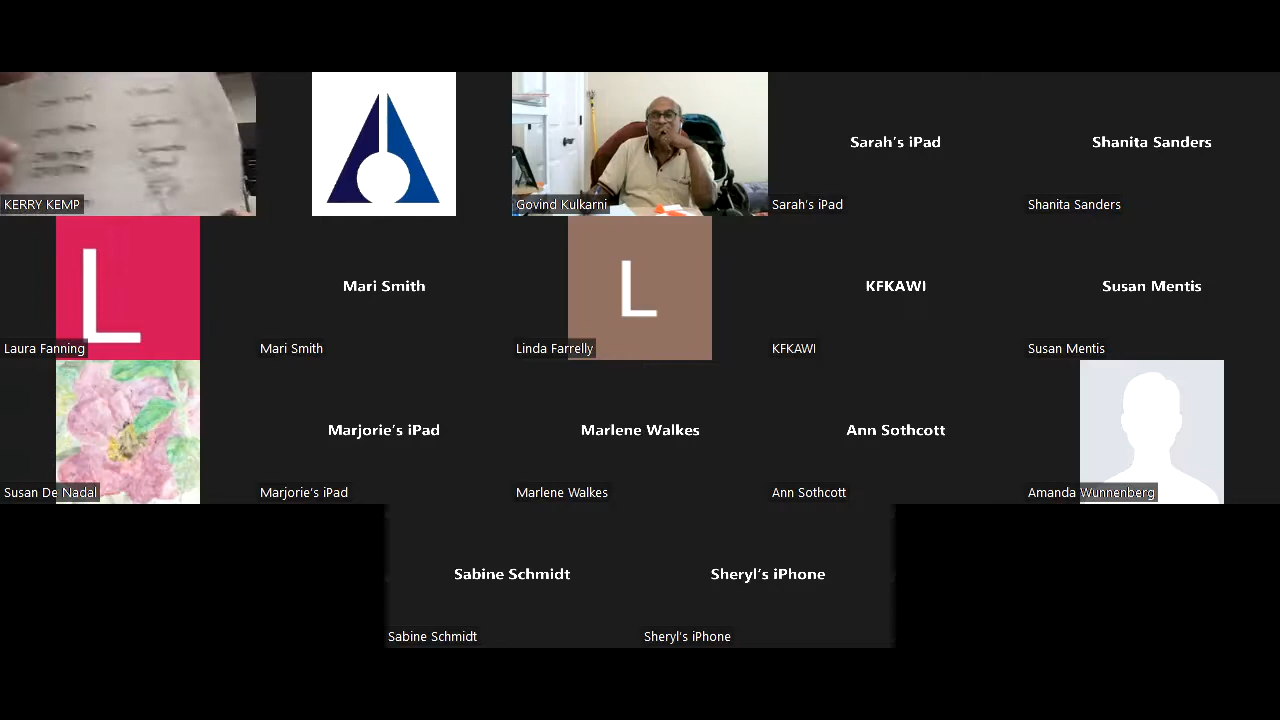 KERRY KEMP
Govind Kulkarni
Sarah's iPad
Sarah's iPad
Shanita Sanders
Shanita Sanders
L
Laura Fanning
Mari Smith
Mari Smith
L
Linda Farrelly
KFKAWI
KFKAWI
Susan Mentis
Susan Mentis
Susan De Nadal
Marjorie's iPad
Marjorie's iPad
Marlene Walkes
Marlene Walkes
Ann Sothcott
Ann Sothcott
Amanda Wunnenberg
Sabine Schmidt
Sabine Schmidt
Sheryl's iPhone
Sheryl's iPhone